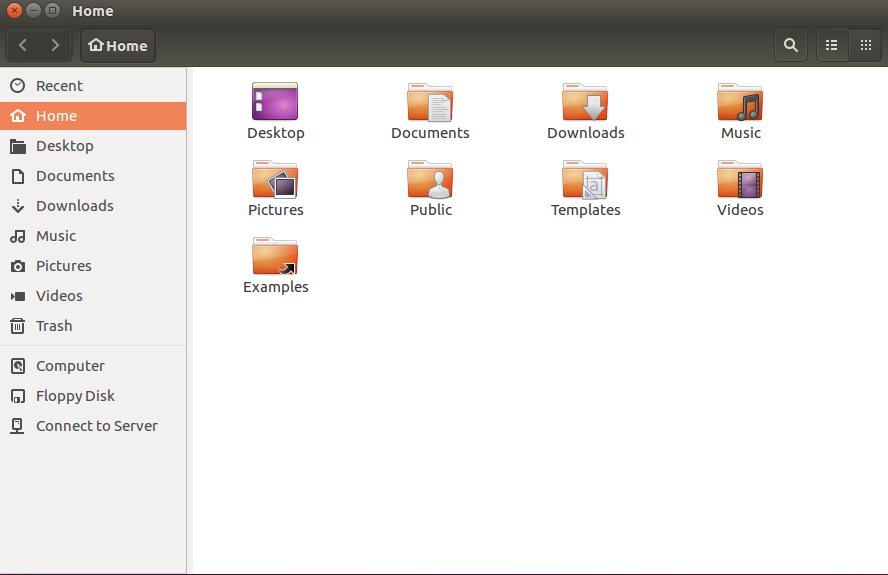 Home
Home
Recent
Home
Desktop
Documents
Downloads
Music
Pictures
Videos
Trash
Computer
Floppy Disk
Connect to Server
Desktop
Documents
Downloads
Music
Pictures
Public
Templates
Videos
Examples